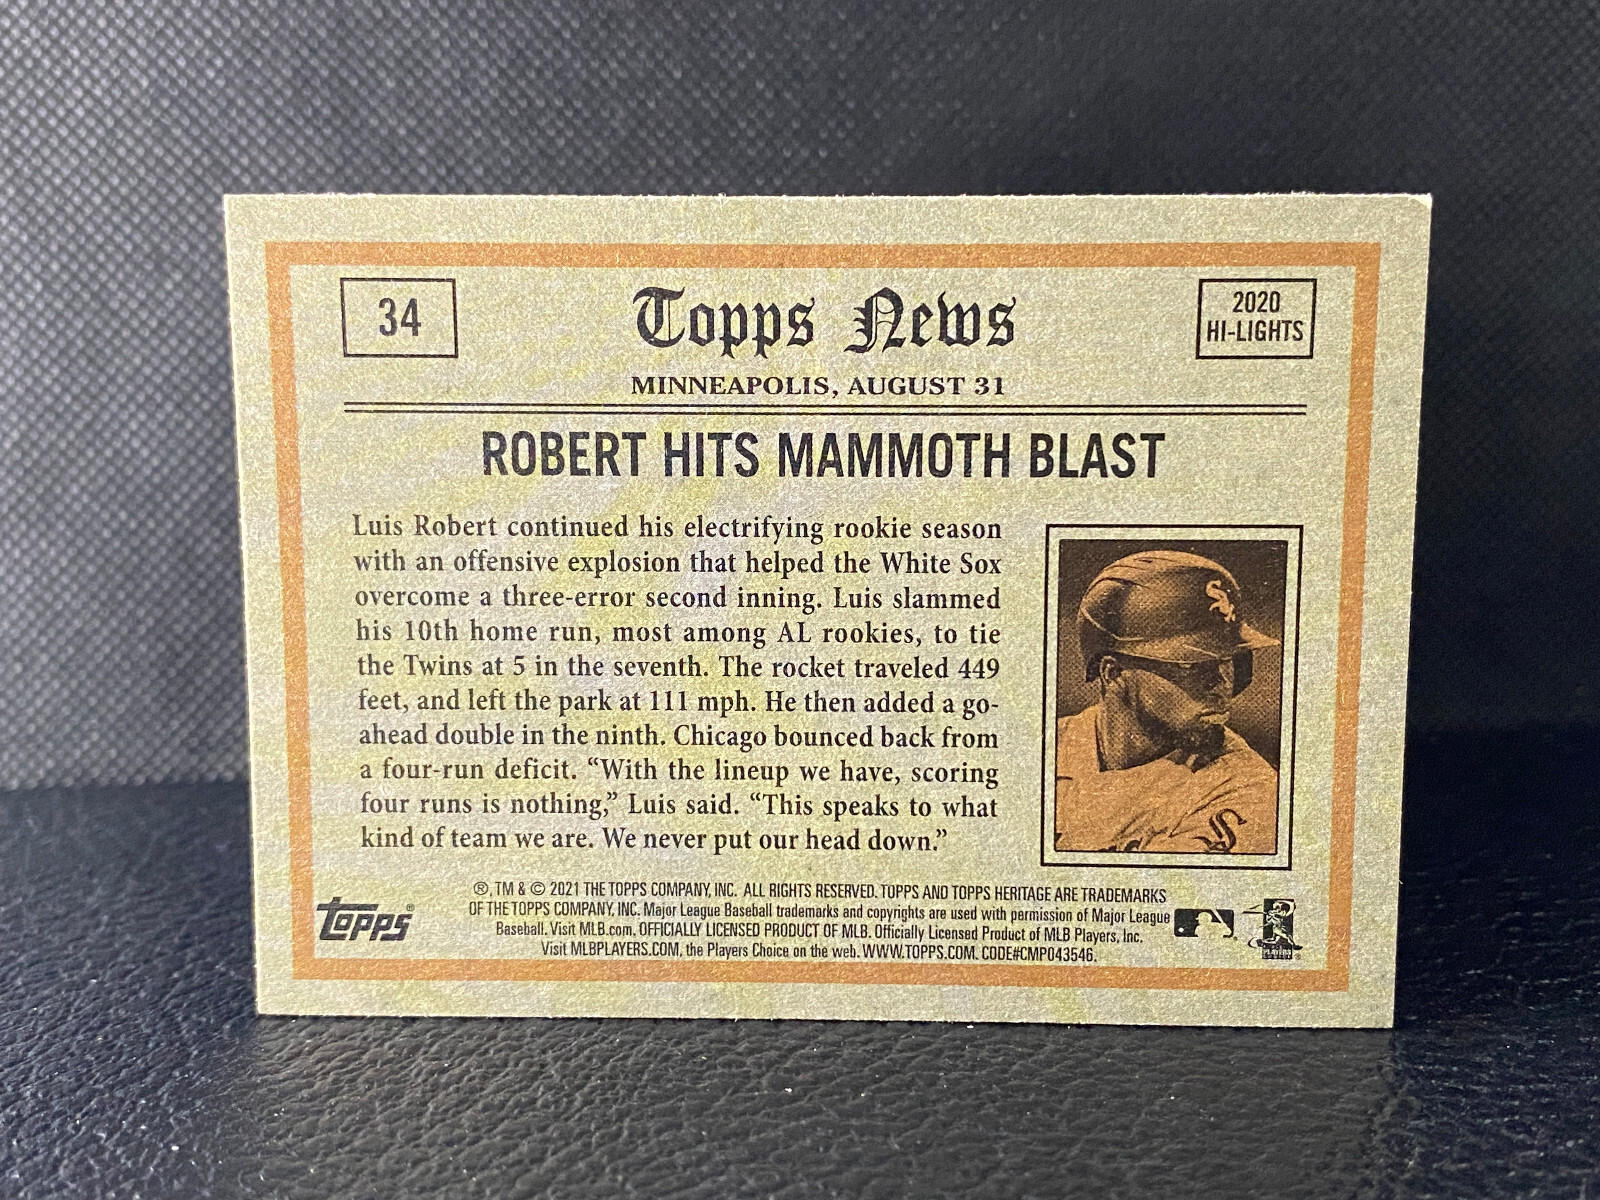 34
Topps News
2020
HI-LIGHTS
MINNEAPOLIS, AUGUST 31
ROBERT HITS MAMMOTH BLAST
Luis Robert continued his electrifying rookie season
with an offensive explosion that helped the White Sox
overcome a three-error second inning. Luis slammed
his 10th home run, most among AL rookies, to tie
the Twins at 5 in the seventh. The rocket traveled 449
feet, and left the park at 111 mph. He then added a go-
ahead double in the ninth. Chicago bounced back from
a four-run deficit. “With the lineup we have, scoring
four runs is nothing,” Luis said. “This speaks to what
kind of team we are. We never put our head down.”
Sox
S
topps®
®, TM & © 2021 THE TOPPS COMPANY, INC. ALL RIGHTS RESERVED. TOPPS AND TOPPS HERITAGE ARE TRADEMARKS
OF THE TOPPS COMPANY, INC. Major League Baseball trademarks and copyrights are used with permission of Major League
Baseball. Visit MLB.com. OFFICIALLY LICENSED PRODUCT OF MLB. Officially Licensed Product of MLB Players, Inc.
Visit MLBPLAYERS.COM, the Players Choice on the web. WWW.TOPPS.COM. CODE#CMP043546.
PLAYERS
CHOICE